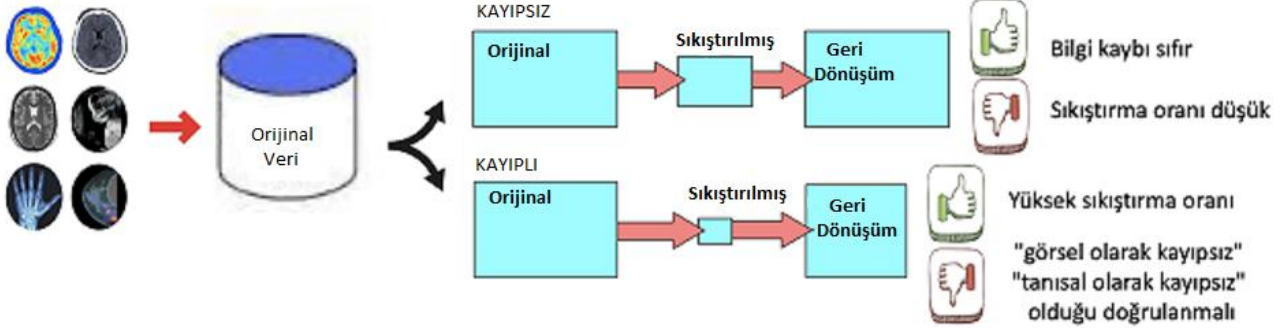 KAYIPSIZ
Orijinal
Sıkıştırılmış
Geri
Dönüşüm
Bilgi kaybı sıfır
Sıkıştırma oranı düşük
Orijinal
Veri
KAYIPLI
Orijinal
Sıkıştırılmış
Geri
Dönüşüm
Yüksek sıkıştırma oranı
"görsel olarak kayıpsız"
"tanısal olarak kayıpsız"
olduğu doğrulanmalı